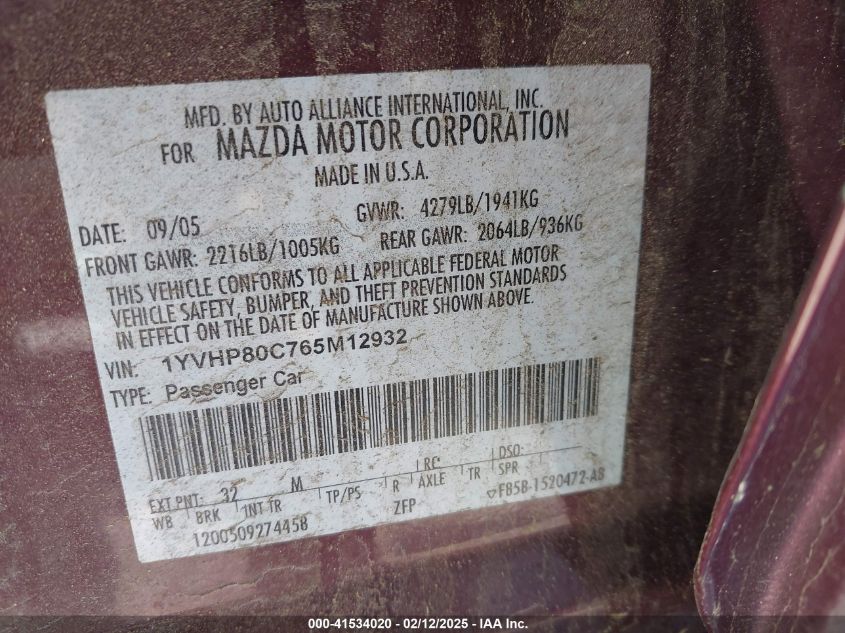 MFD. BY AUTO ALLIANCE INTERNATIONAL, INC.
FOR MAZDA MOTOR CORPORATION
MADE IN U.S.A.
DATE: 09/05 GVWR: 4279LB/1941KG
FRONT GAWR: 2216LB/1005KG REAR GAWR: 2064LB/936KG
THIS VEHICLE CONFORMS TO ALL APPLICABLE FEDERAL MOTOR
VEHICLE SAFETY, BUMPER, AND THEFT PREVENTION STANDARDS
IN EFFECT ON THE DATE OF MANUFACTURE SHOWN ABOVE.
VIN: 1YVHP80C765M12932
TYPE: Passenger Car
EXT PNT: 32 M RC: DSO:
WB BRK INT TR TP/PS R AXLE TR SPR
ZFP ▽F85B-1520472-AB
1200509274458
000-41534020 - 02/12/2025 - IAA Inc.